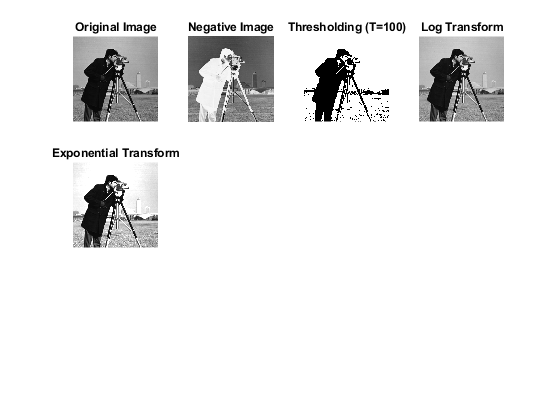 Original Image
Negative Image
Thresholding (T=100)
Log Transform
Exponential Transform